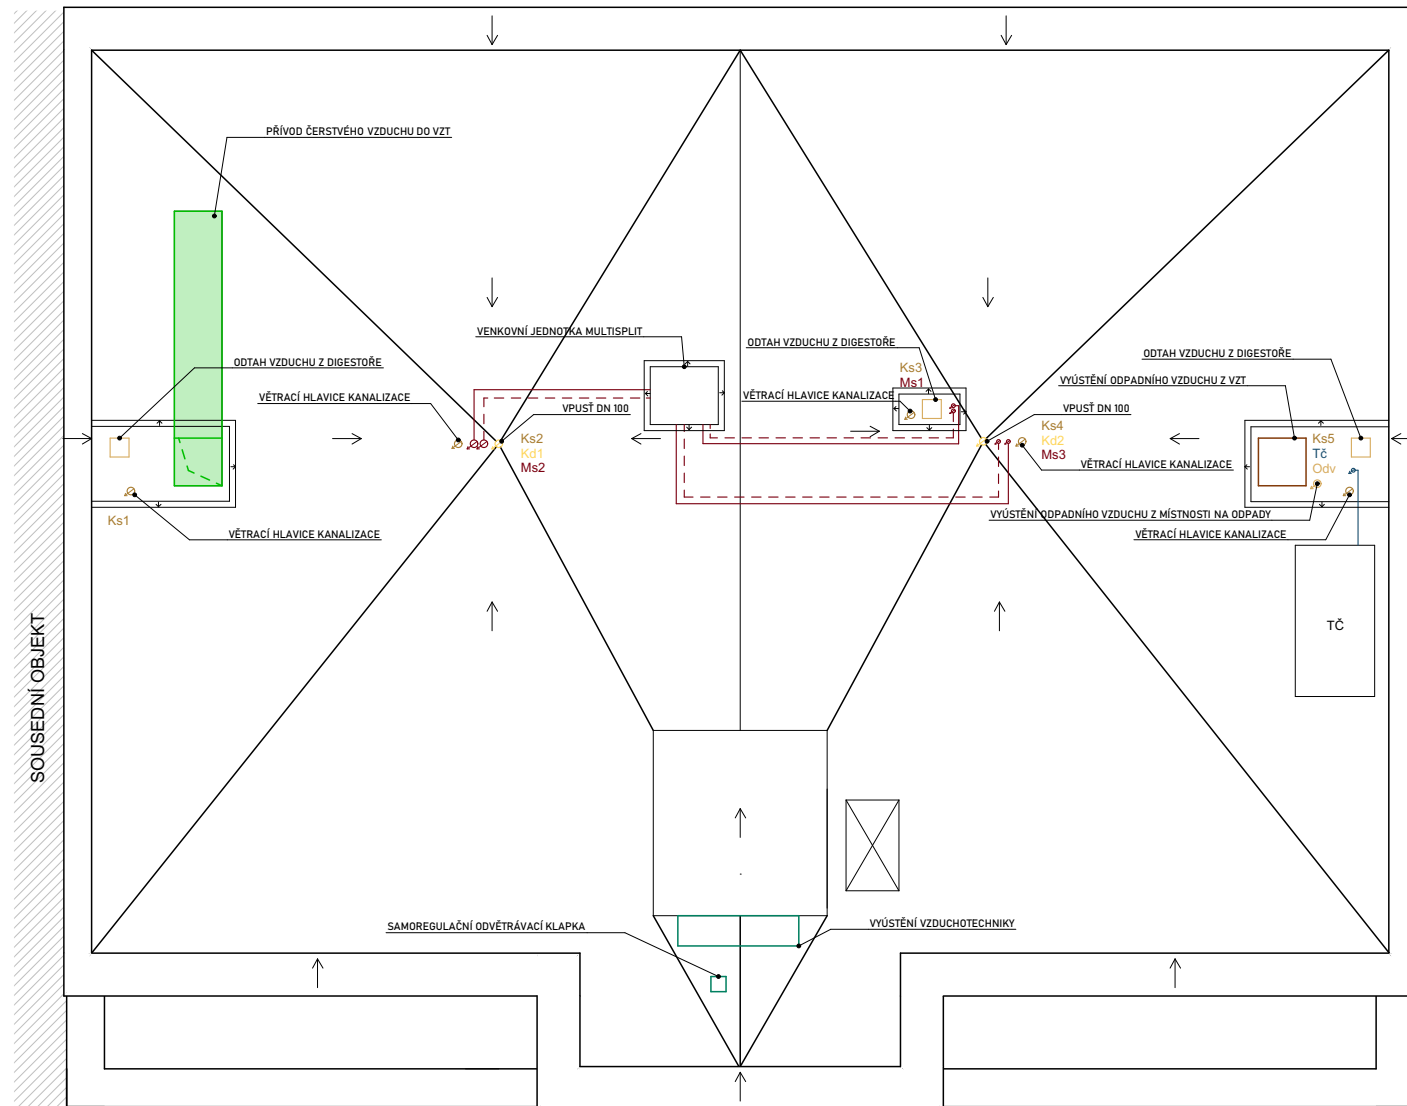 PŘÍVOD ČERSTVÉHO VZDUCHU DO VZT
VENKOVNÍ JEDNOTKA MULTISPLIT
ODTAH VZDUCHU Z DIGESTOŘE
ODTAH VZDUCHU Z DIGESTOŘE
ODTAH VZDUCHU Z DIGESTOŘE
Ks3
Ms1
VYÚSTĚNÍ ODPADNÍHO VZDUCHU Z VZT
VĚTRACÍ HLAVICE KANALIZACE
VĚTRACÍ HLAVICE KANALIZACE
VPUSŤ DN 100
VPUSŤ DN 100
Ks2
Kd1
Ms2
Ks4
Kd2
Ms3
Ks5
Tč
Odv
VĚTRACÍ HLAVICE KANALIZACE
Ks1
VYÚSTĚNÍ ODPADNÍHO VZDUCHU Z MÍSTNOSTI NA ODPADY
VĚTRACÍ HLAVICE KANALIZACE
VĚTRACÍ HLAVICE KANALIZACE
TČ
SOUSEDNÍ OBJEKT
SAMOREGULAČNÍ ODVĚTRÁVACÍ KLAPKA
VYÚSTĚNÍ VZDUCHOTECHNIKY